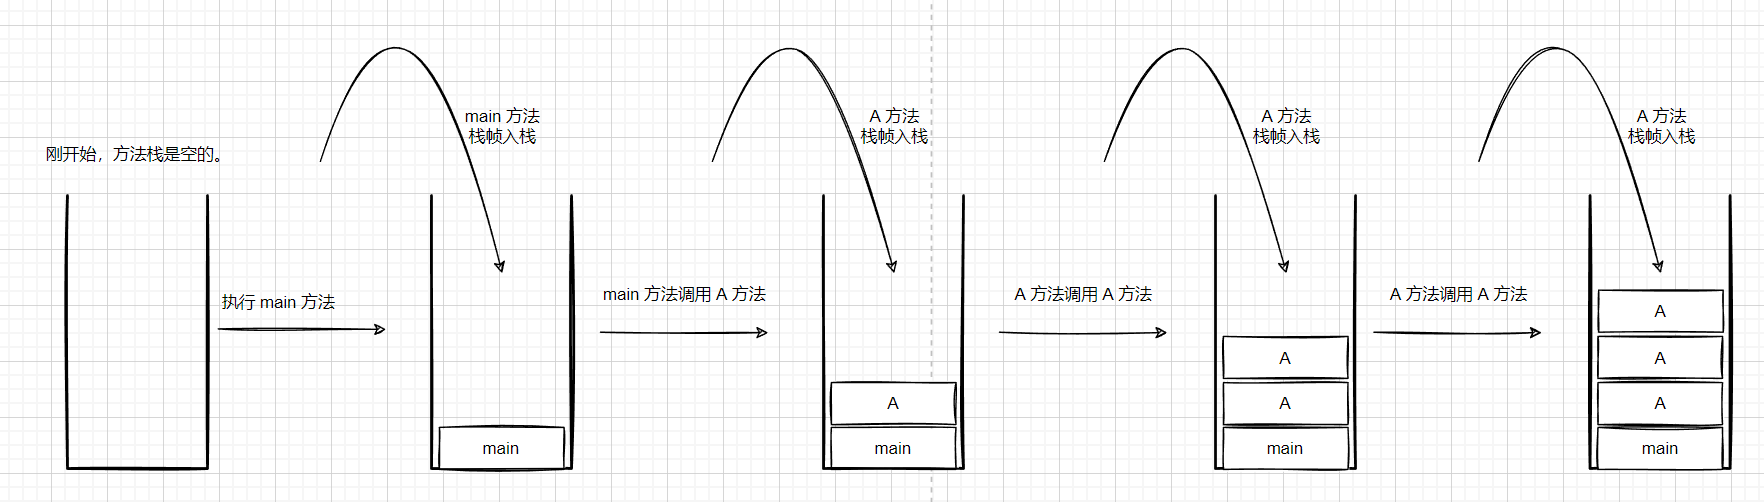 刚开始，方法栈是空的。
执行 main 方法
main 方法
栈帧入栈
main
main 方法调用 A 方法
A 方法
栈帧入栈
A
main
A 方法调用 A 方法
A 方法
栈帧入栈
A
A
main
A 方法调用 A 方法
A 方法
栈帧入栈
A
A
A
main